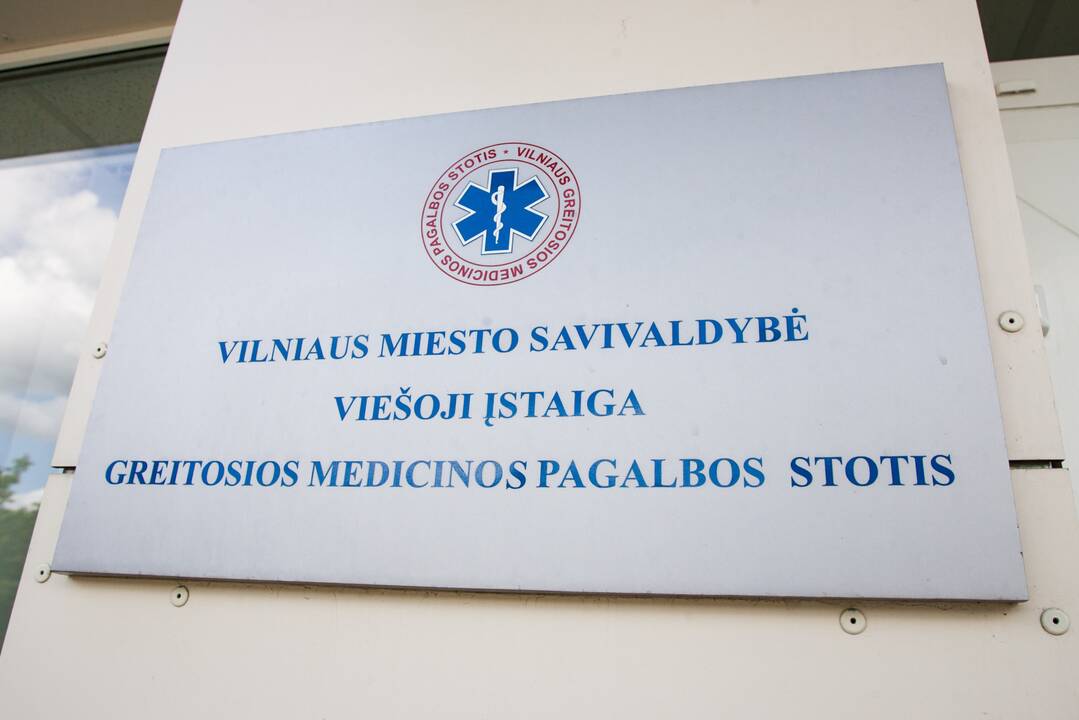 VILNIAUS GREITOSIOS MEDICINOS PAGALBOS STOTIS *
VILNIAUS MIESTO SAVIVALDYBĖ
VIEŠOJI ĮSTAIGA
GREITOSIOS MEDICINOS PAGALBOS STOTIS